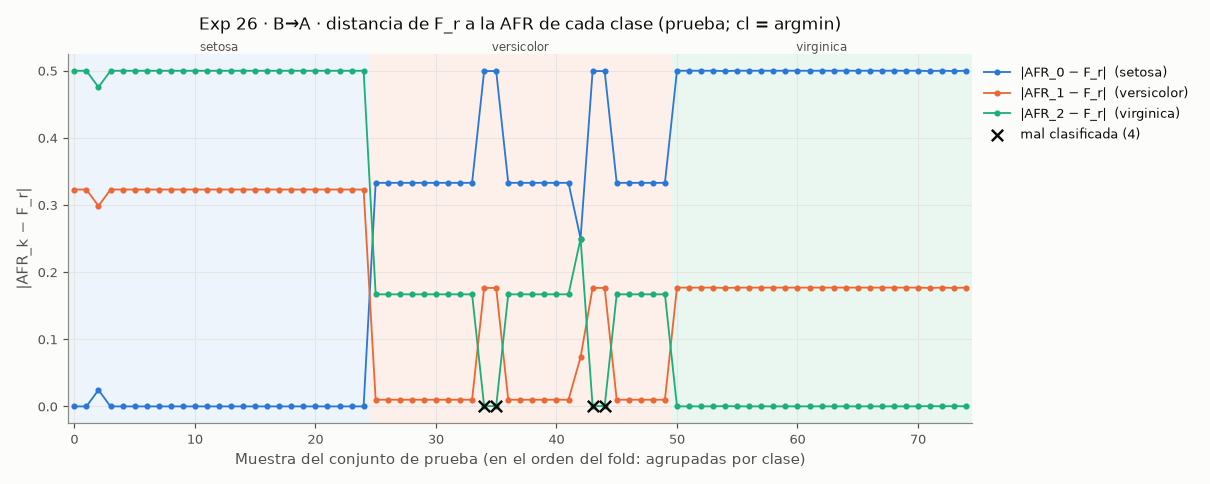 Exp 26 · B→A · distancia de F_r a la AFR de cada clase (prueba; cl = argmin)
setosa
versicolor
virginica
|AFR_0 − F_r|  (setosa)
|AFR_1 − F_r|  (versicolor)
|AFR_2 − F_r|  (virginica)
mal clasificada (4)
|AFR_k − F_r|
0.5
0.4
0.3
0.2
0.1
0.0
0
10
20
30
40
50
60
70
Muestra del conjunto de prueba (en el orden del fold: agrupadas por clase)